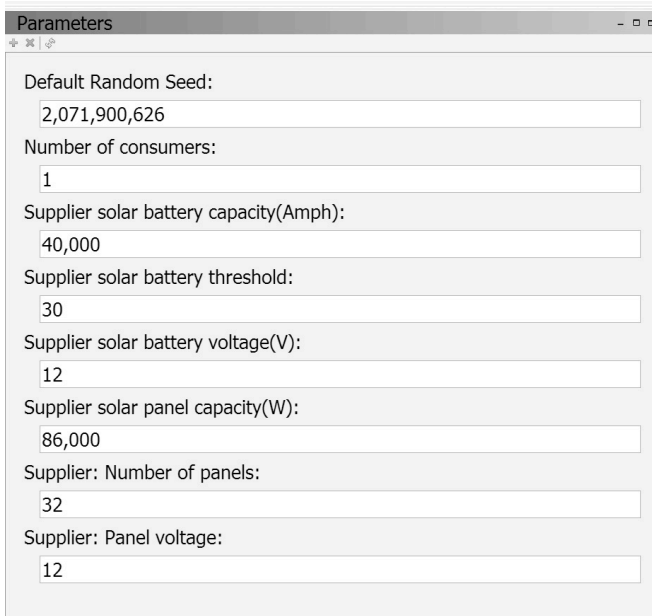 Parameters
Default Random Seed:
2,071,900,626
Number of consumers:
1
Supplier solar battery capacity(Amph):
40,000
Supplier solar battery threshold:
30
Supplier solar battery voltage(V):
12
Supplier solar panel capacity(W):
86,000
Supplier: Number of panels:
32
Supplier: Panel voltage:
12